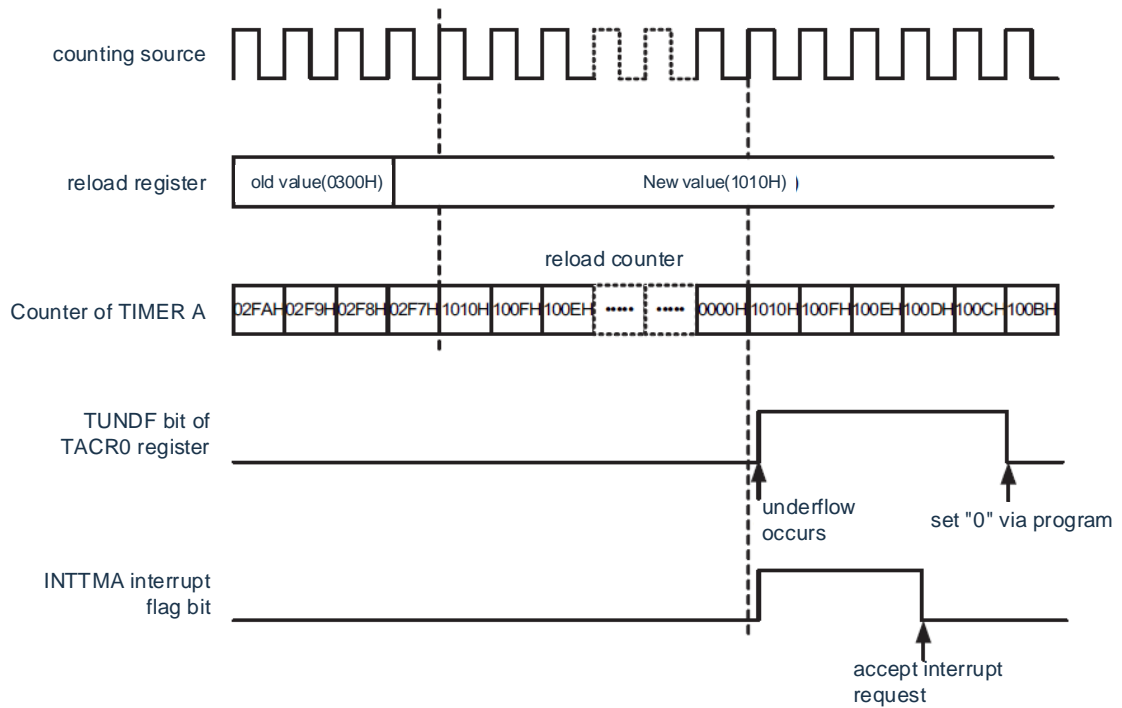 counting source
reload register
old value(0300H)
New value(1010H) )
reload counter
Counter of TIMER A
02FAH 02F9H 02F8H 02F7H 1010H 100FH 100EH ····· ····· 0000H 1010H 100FH 100EH 100DH 100CH 100BH
TUNDF bit of
TACR0 register
underflow
occurs
set "0" via program
INTTMA interrupt
flag bit
accept interrupt
request